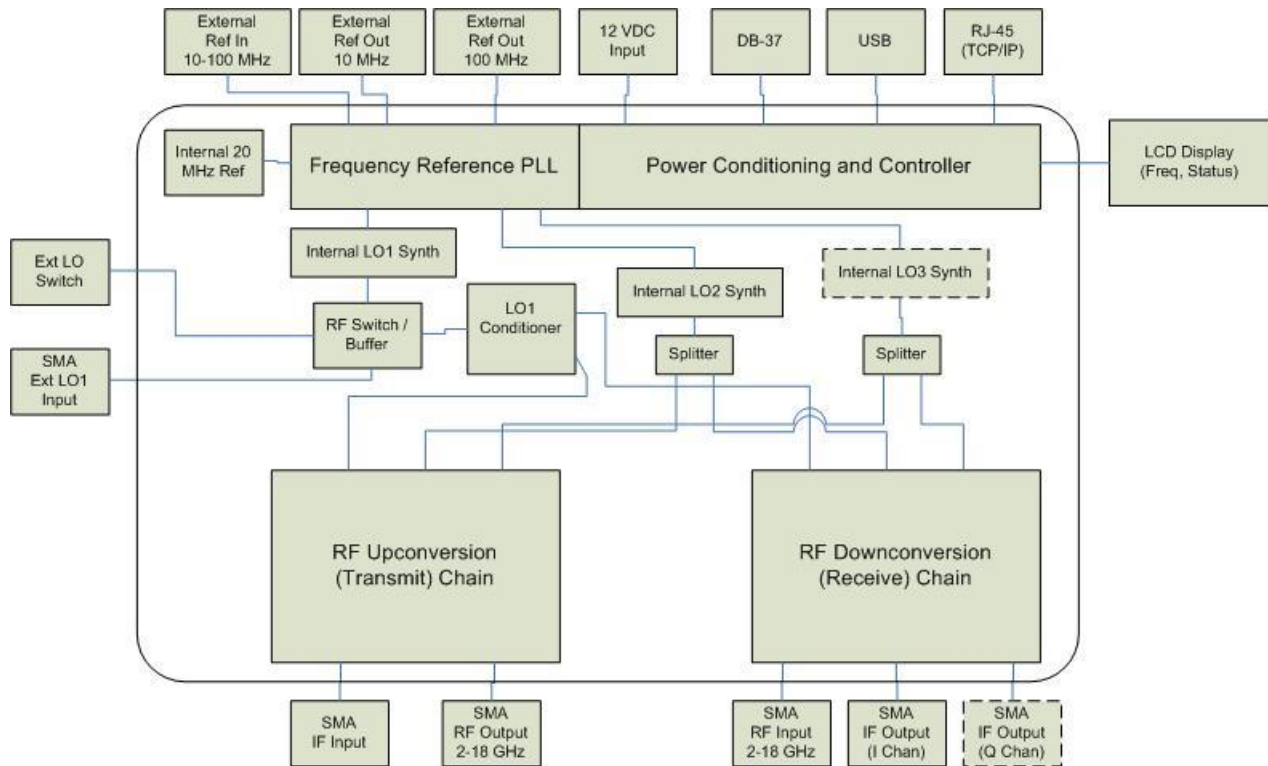 External
Ref In
10-100 MHz
External
Ref Out
10 MHz
External
Ref Out
100 MHz
12 VDC
Input
DB-37
USB
RJ-45
(TCP/IP)
Internal 20
MHz Ref
Frequency Reference PLL
Power Conditioning and Controller
LCD Display
(Freq, Status)
Ext LO
Switch
Internal LO1 Synth
Internal LO2 Synth
Internal LO3 Synth
RF Switch /
Buffer
LO1
Conditioner
Splitter
Splitter
SMA
Ext LO1
Input
RF Upconversion
(Transmit) Chain
RF Downconversion
(Receive) Chain
SMA
IF Input
SMA
RF Output
2-18 GHz
SMA
RF Input
2-18 GHz
SMA
IF Output
(I Chan)
SMA
IF Output
(Q Chan)